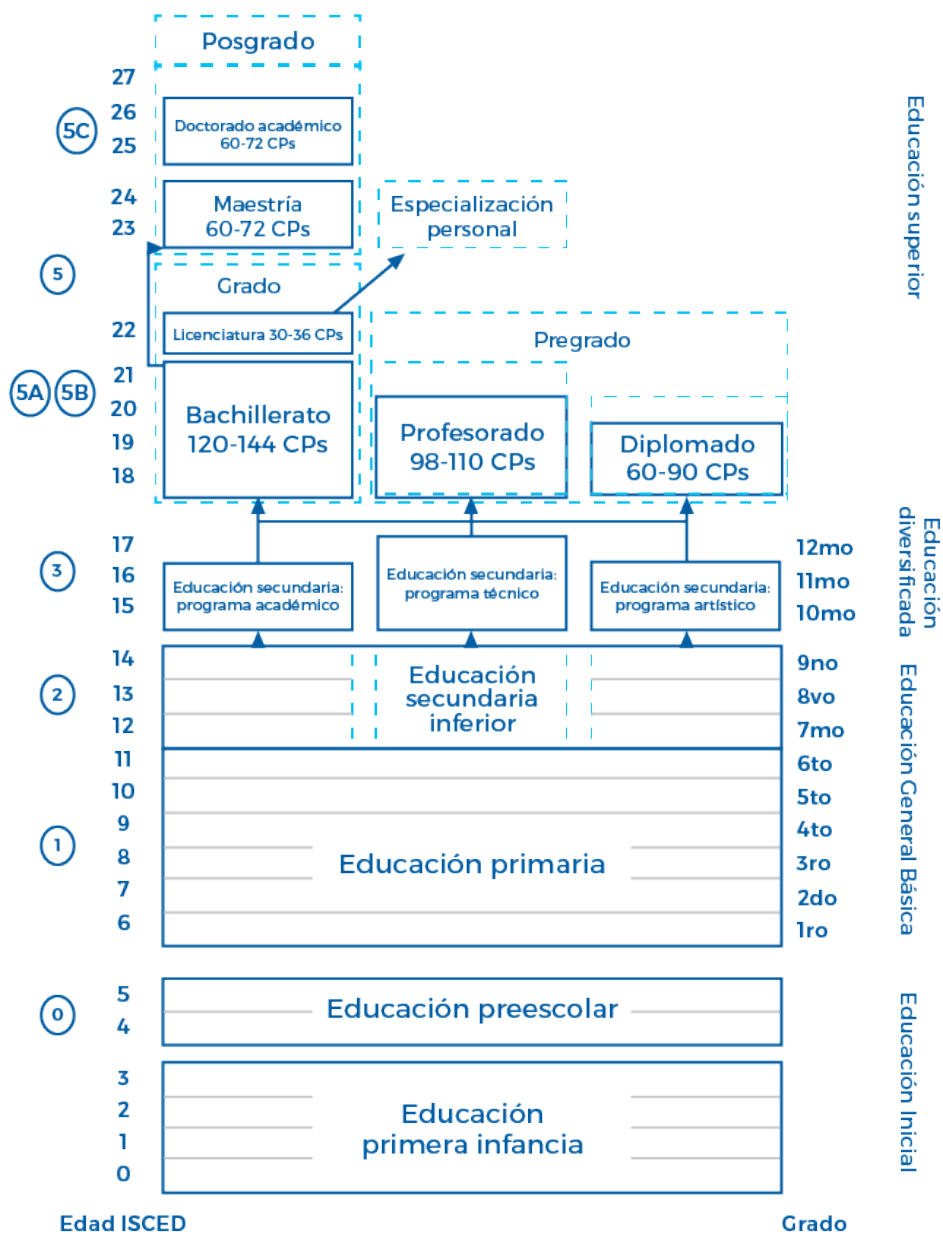 Posgrado
27
26
5C
25
Doctorado académico
60-72 CPs
24
23
Maestría
60-72 CPs
Especialización
personal
5
Grado
22
Licenciatura 30-36 CPs
Pregrado
21
5A
5B
20
19
18
Bachillerato
120-144 CPs
Profesorado
98-110 CPs
Diplomado
60-90 CPs
Educación superior
17
3
16
15
Educación secundaria:
programa académico
Educación secundaria:
programa técnico
Educación secundaria:
programa artístico
12mo
11mo
10mo
Educación
diversificada
14
2
13
12
Educación
secundaria
inferior
9no
8vo
7mo
11
10
9
1
8
7
6
Educación primaria
6to
5to
4to
3ro
2do
1ro
Educación General Básica
5
0
4
Educación preescolar
3
2
1
0
Educación
primera infancia
Educación Inicial
Edad ISCED
Grado